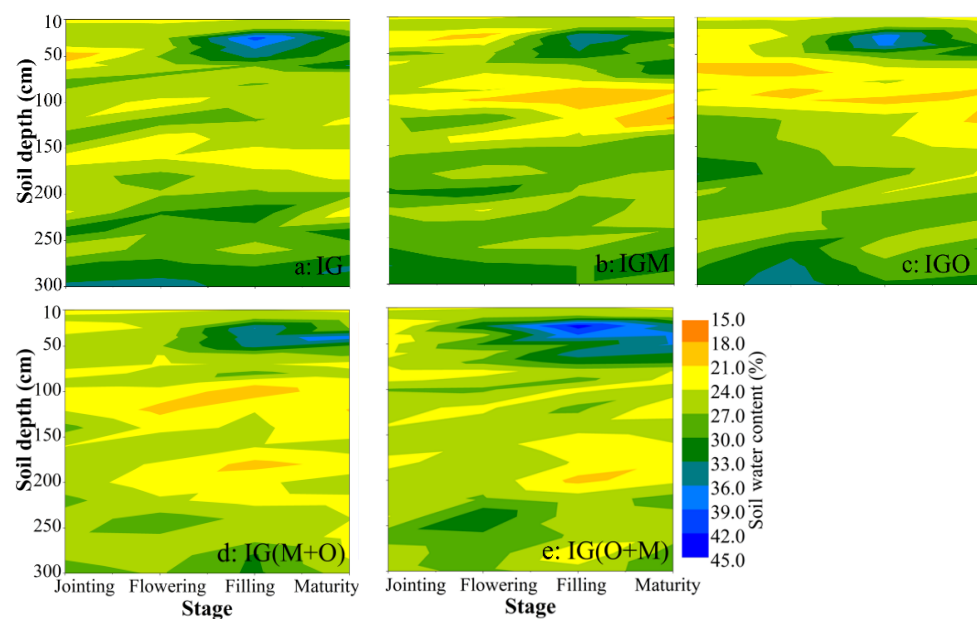 10
50
100
150
200
250
300
Soil depth (cm)
a: IG
b: IGM
c: IGO
10
50
100
150
200
250
300
Soil depth (cm)
d: IG(M+O)
e: IG(O+M)
Jointing Flowering Filling Maturity
Stage
Jointing Flowering Filling Maturity
Stage
15.0
18.0
21.0
24.0
27.0
30.0
33.0
36.0
39.0
42.0
45.0
Soil water content (%)